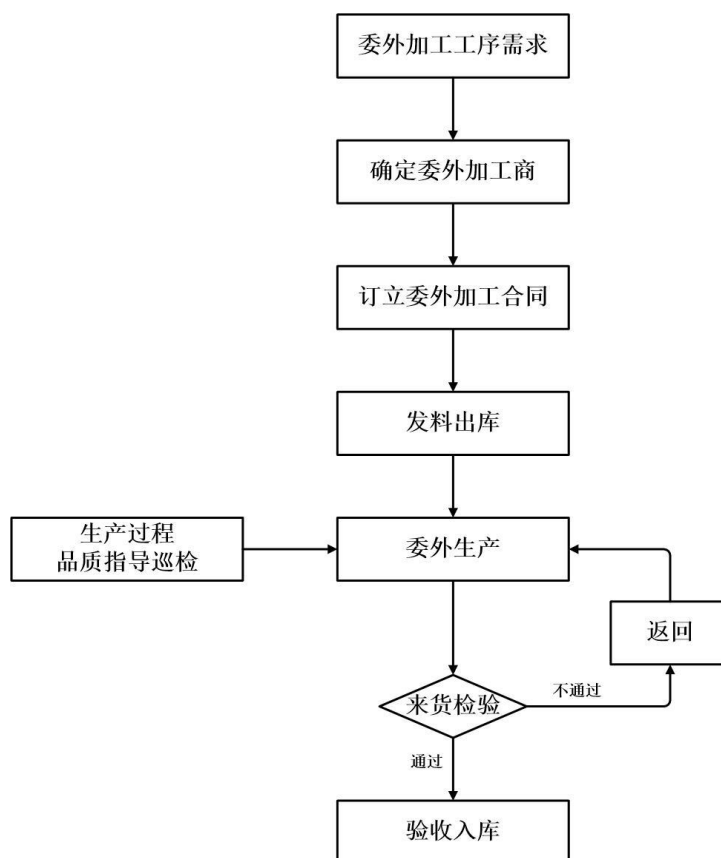 委外加工工序需求
确定委外加工商
订立委外加工合同
发料出库
生产过程
品质指导巡检
委外生产
返回
来货检验
不通过
通过
验收入库